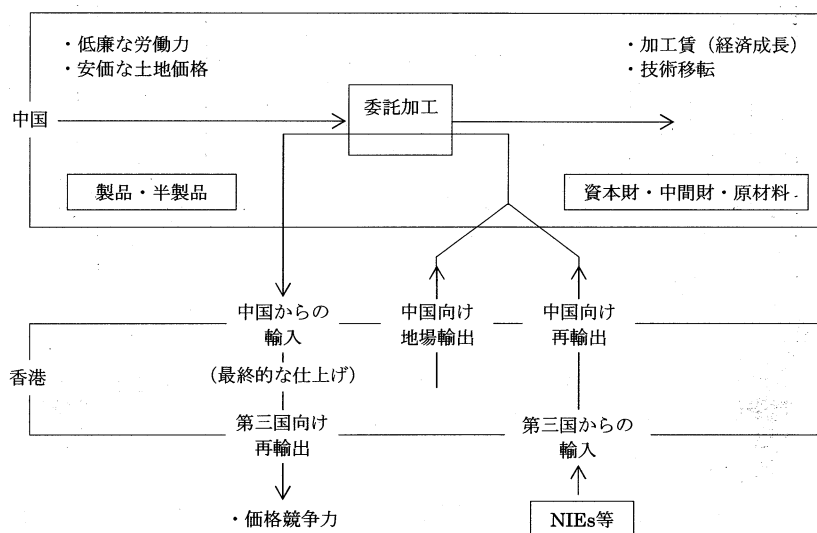 ・低廉な労働力
・安価な土地価格
・加工賃（経済成長）
・技術移転
委託加工
中国
製品・半製品
資本財・中間財・原材料
中国からの
輸入
中国向け
地場輸出
中国向け
再輸出
香港
（最終的な仕上げ）
第三国向け
再輸出
第三国からの
輸入
・価格競争力
NIEs等